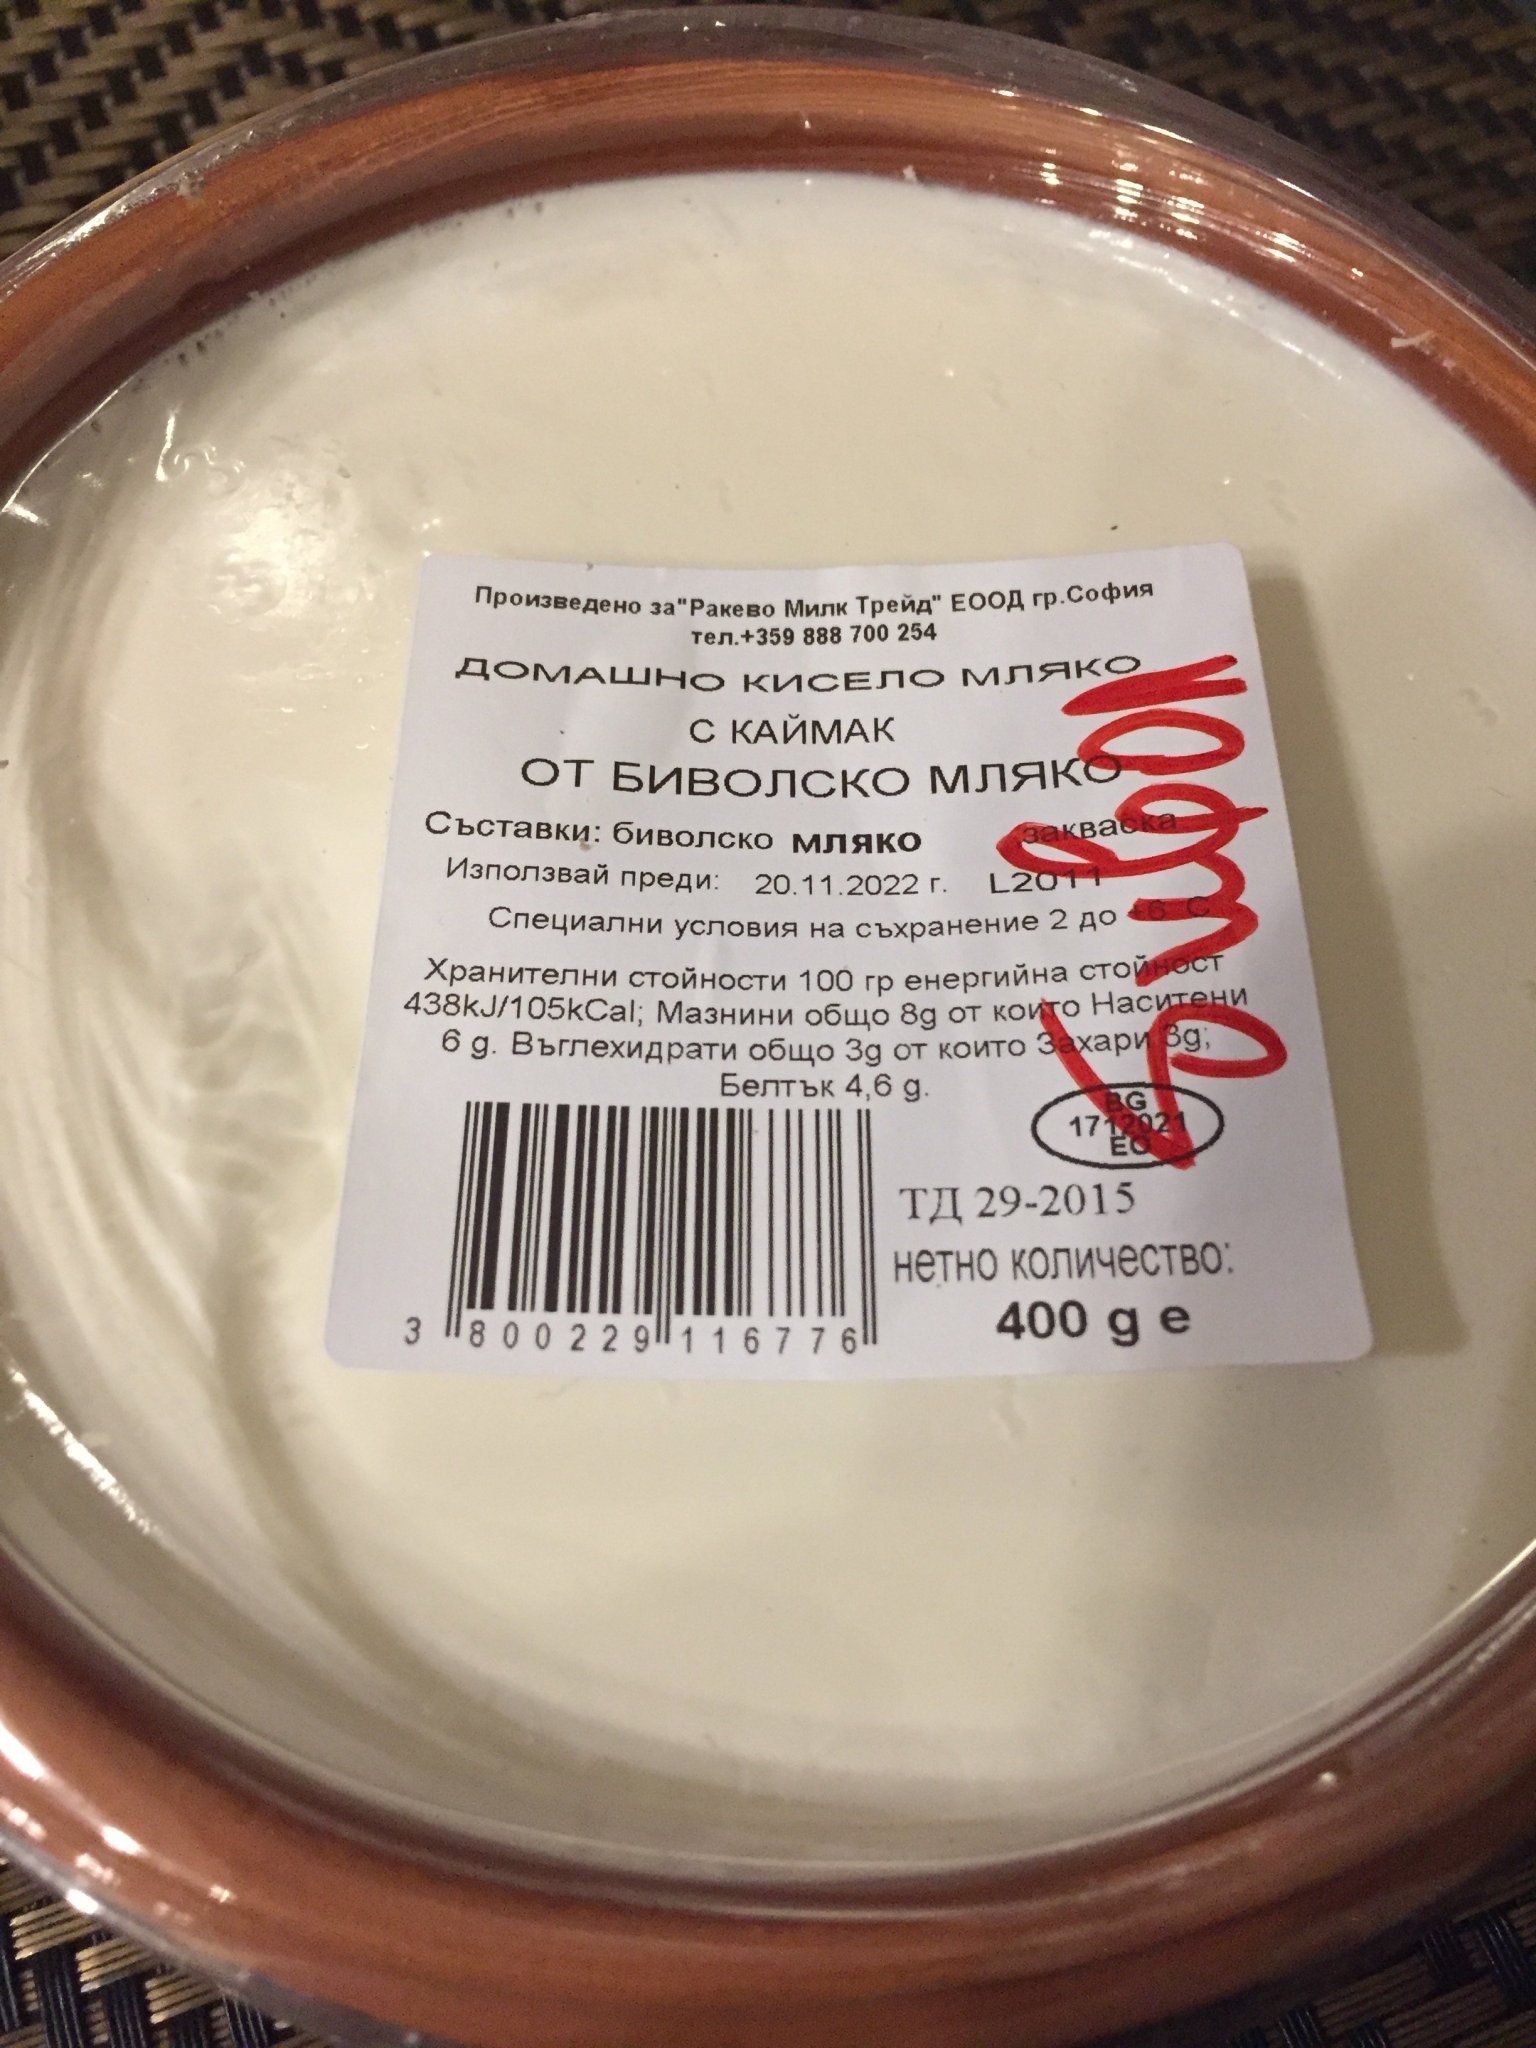 Произведено за"Ракево Милк Трейд" ЕООД гр.София
тел.+359 888 700 254
ДОМАШНО КИСЕЛО МЛЯКО
С КАЙМАК
ОТ БИВОЛСКО МЛЯКО
Съставки: биволско мляко закваска
Използвай преди: 20.11.2022 г. L2011
Специални условия на съхранение 2 до +6 С
Хранителни стойности 100 гр енергийна стойност
438kJ/105kCal; Мазнини общо 8g от които Наситени
6 g. Въглехидрати общо 3g от които Захари 3g;
Белтък 4,6 g.
BG
1712021
EO
ТД 29-2015
нетно количество:
400 g e
3 800229 116776